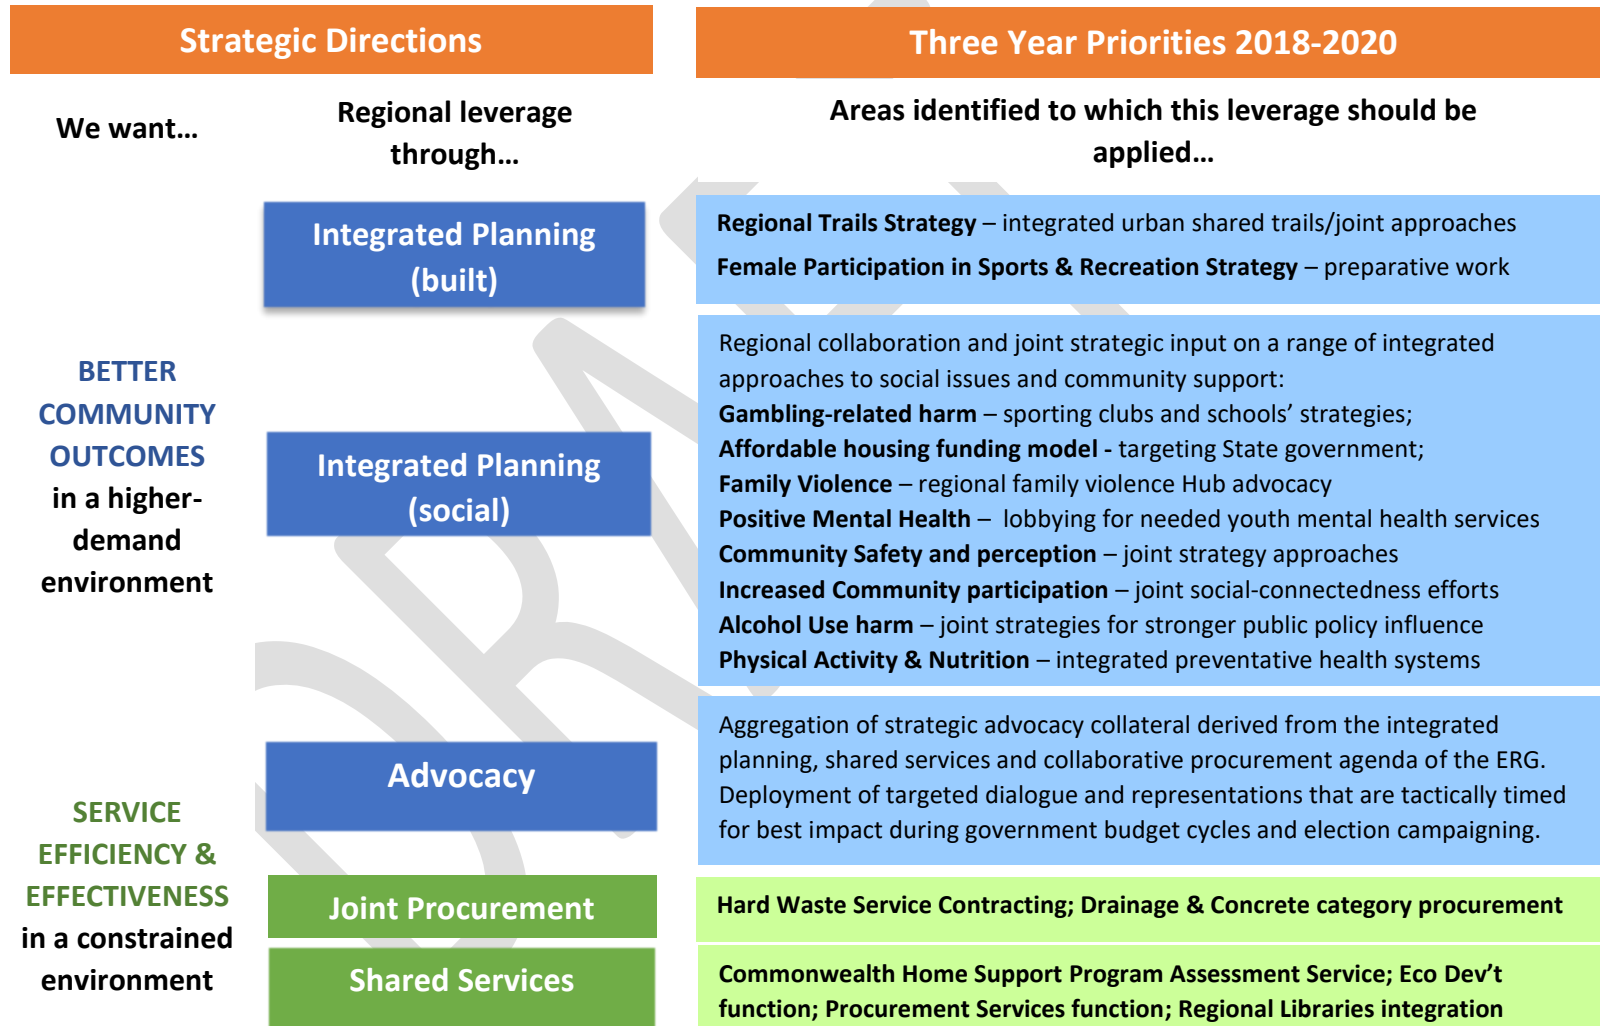 Strategic Directions
Three Year Priorities 2018-2020
We want…
Regional leverage
through…
Areas identified to which this leverage should be
applied…
BETTER
COMMUNITY
OUTCOMES
in a higher-
demand
environment
Integrated Planning
(built)
Regional Trails Strategy – integrated urban shared trails/joint approaches
Female Participation in Sports & Recreation Strategy – preparative work
Integrated Planning
(social)
Regional collaboration and joint strategic input on a range of integrated
approaches to social issues and community support:
Gambling-related harm – sporting clubs and schools’ strategies;
Affordable housing funding model - targeting State government;
Family Violence – regional family violence Hub advocacy
Positive Mental Health – lobbying for needed youth mental health services
Community Safety and perception – joint strategy approaches
Increased Community participation – joint social-connectedness efforts
Alcohol Use harm – joint strategies for stronger public policy influence
Physical Activity & Nutrition – integrated preventative health systems
Advocacy
Aggregation of strategic advocacy collateral derived from the integrated
planning, shared services and collaborative procurement agenda of the ERG.
Deployment of targeted dialogue and representations that are tactically timed
for best impact during government budget cycles and election campaigning.
SERVICE
EFFICIENCY &
EFFECTIVENESS
in a constrained
environment
Joint Procurement
Hard Waste Service Contracting; Drainage & Concrete category procurement
Shared Services
Commonwealth Home Support Program Assessment Service; Eco Dev’t
function; Procurement Services function; Regional Libraries integration
DRAFT